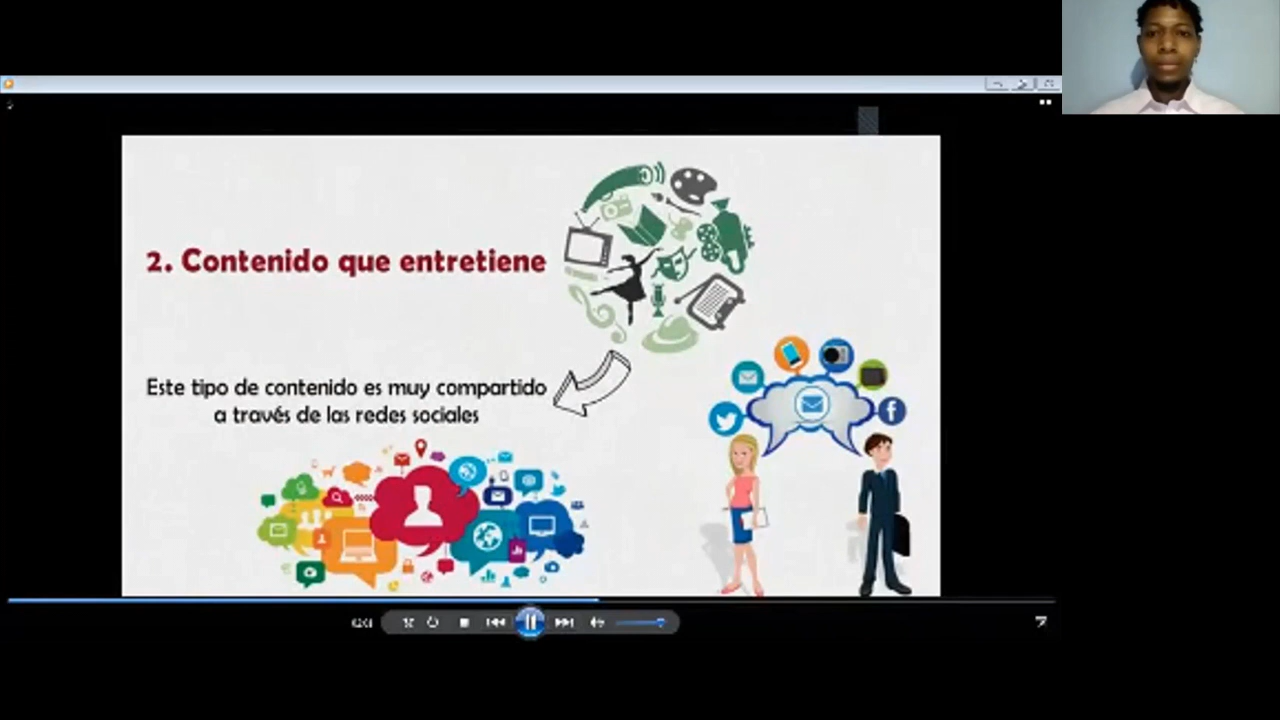 2. Contenido que entretiene
Este tipo de contenido es muy compartido
a través de las redes sociales